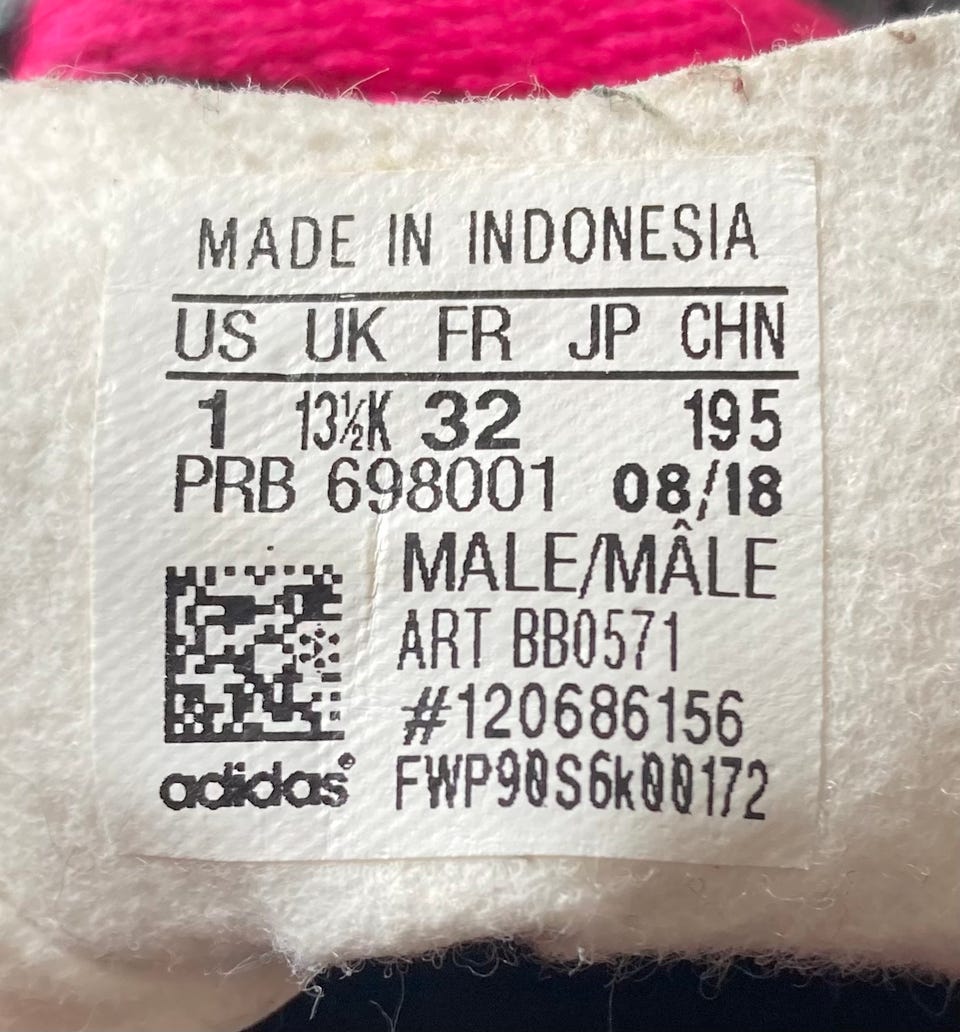 MADE IN INDONESIA
US UK FR JP CHN
1 13½K 32 195
PRB 698001 08/18
MALE/MÂLE
ART BB0571
#120686156
adidas® FWP90S6k00172